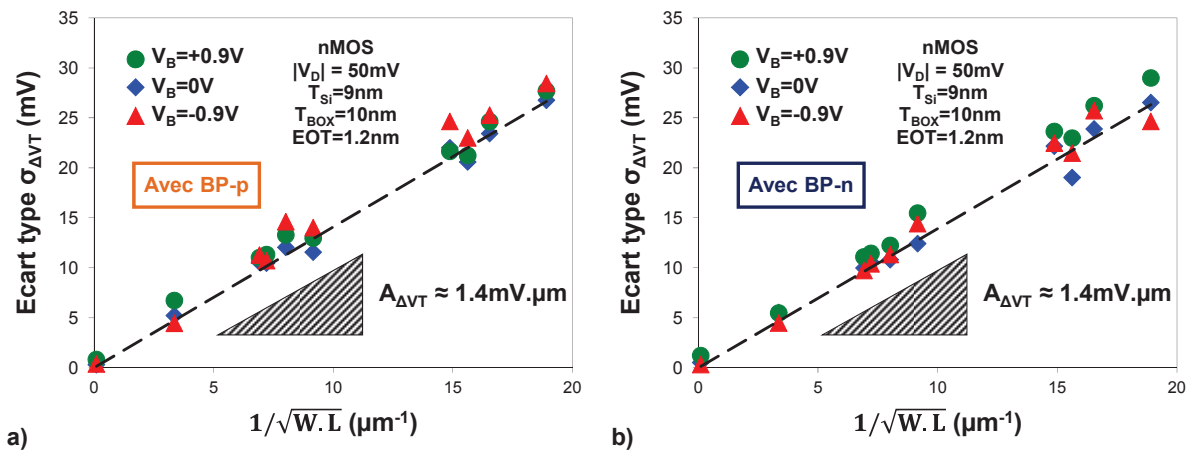 Ecart type σΔVT (mV)
35
30
25
20
15
10
5
0
VB=+0.9V
VB=0V
VB=-0.9V
nMOS
|VD| = 50mV
TSi=9nm
TBOX=10nm
EOT=1.2nm
Avec BP-p
AΔVT ≈ 1.4mV.µm
0 5 10 15 20
1/√W.L (µm-1)
a)
Ecart type σΔVT (mV)
35
30
25
20
15
10
5
0
VB=+0.9V
VB=0V
VB=-0.9V
nMOS
|VD| = 50mV
TSi=9nm
TBOX=10nm
EOT=1.2nm
Avec BP-n
AΔVT ≈ 1.4mV.µm
0 5 10 15 20
1/√W.L (µm-1)
b)